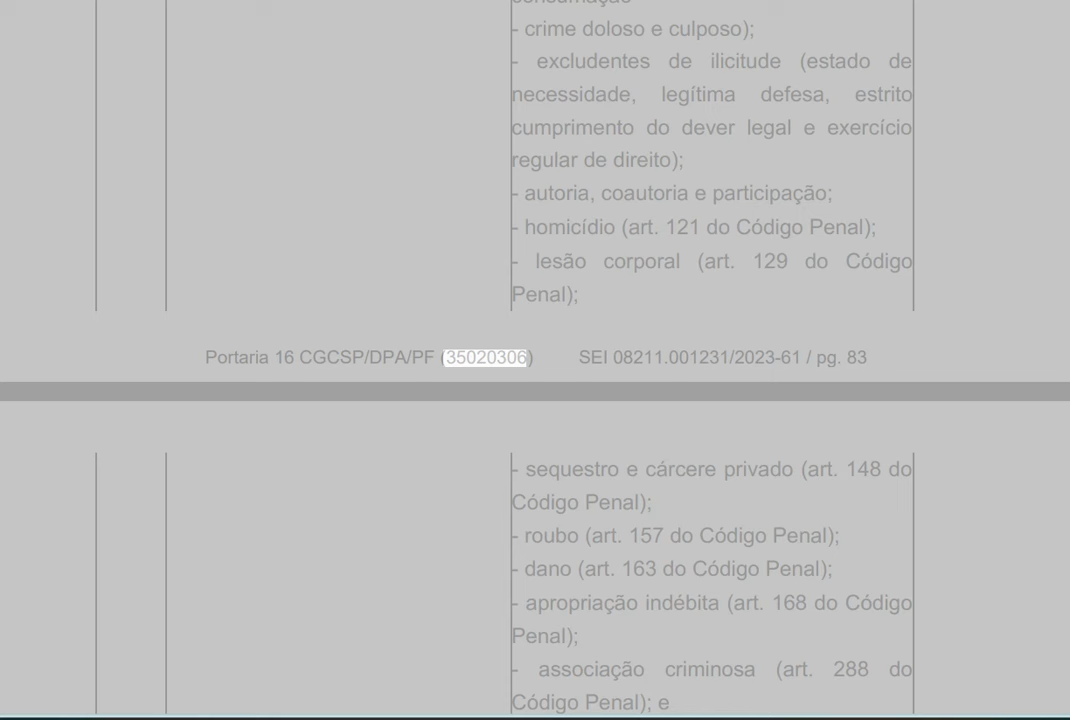 consumação
- crime doloso e culposo);
- excludentes de ilicitude (estado de
necessidade, legítima defesa, estrito
cumprimento do dever legal e exercício
regular de direito);
- autoria, coautoria e participação;
- homicídio (art. 121 do Código Penal);
- lesão corporal (art. 129 do Código
Penal);
Portaria 16 CGCSP/DPA/PF (35020306) SEI 08211.001231/2023-61 / pg. 83
- sequestro e cárcere privado (art. 148 do
Código Penal);
- roubo (art. 157 do Código Penal);
- dano (art. 163 do Código Penal);
- apropriação indébita (art. 168 do Código
Penal);
- associação criminosa (art. 288 do
Código Penal); e